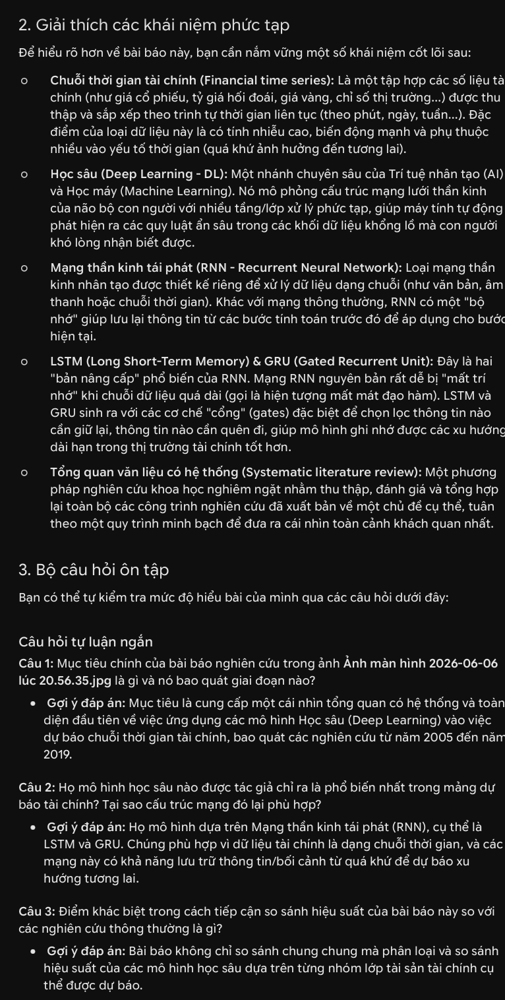 2. Giải thích các khái niệm phức tạp
Để hiểu rõ hơn về bài báo này, bạn cần nắm vững một số khái niệm cốt lõi sau:
Chuỗi thời gian tài chính (Financial time series): Là một tập hợp các số liệu tà
chính (như giá cổ phiếu, tỷ giá hối đoái, giá vàng, chỉ số thị trường...) được thu
thập và sắp xếp theo trình tự thời gian liên tục (theo phút, ngày, tuần...). Đặc
điểm của loại dữ liệu này là có tính nhiễu cao, biến động mạnh và phụ thuộc
nhiều vào yếu tố thời gian (quá khứ ảnh hưởng đến tương lai).
Học sâu (Deep Learning - DL): Một nhánh chuyên sâu của Trí tuệ nhân tạo (AI)
và Học máy (Machine Learning). Nó mô phỏng cấu trúc mạng lưới thần kinh
của não bộ con người với nhiều tầng/lớp xử lý phức tạp, giúp máy tính tự động
phát hiện ra các quy luật ẩn sâu trong các khối dữ liệu khổng lồ mà con người
khó lòng nhận biết được.
Mạng thần kinh tái phát (RNN - Recurrent Neural Network): Loại mạng thần
kinh nhân tạo được thiết kế riêng để xử lý dữ liệu dạng chuỗi (như văn bản, âm
thanh hoặc chuỗi thời gian). Khác với mạng thông thường, RNN có một "bộ
nhớ" giúp lưu lại thông tin từ các bước tính toán trước đó để áp dụng cho bước
hiện tại.
LSTM (Long Short-Term Memory) & GRU (Gated Recurrent Unit): Đây là hai
"bản nâng cấp" phổ biến của RNN. Mạng RNN nguyên bản rất dễ bị "mất trí
nhớ" khi chuỗi dữ liệu quá dài (gọi là hiện tượng mất mát đạo hàm). LSTM và
GRU sinh ra với các cơ chế "cổng" (gates) đặc biệt để chọn lọc thông tin nào
cần giữ lại, thông tin nào cần quên đi, giúp mô hình ghi nhớ được các xu hướng
dài hạn trong thị trường tài chính tốt hơn.
Tổng quan văn liệu có hệ thống (Systematic literature review): Một phương
pháp nghiên cứu khoa học nghiêm ngặt nhằm thu thập, đánh giá và tổng hợp
lại toàn bộ các công trình nghiên cứu đã xuất bản về một chủ đề cụ thể, tuân
theo một quy trình minh bạch để đưa ra cái nhìn toàn cảnh khách quan nhất.
3. Bộ câu hỏi ôn tập
Bạn có thể tự kiểm tra mức độ hiểu bài của mình qua các câu hỏi dưới đây:
Câu hỏi tự luận ngắn
Câu 1: Mục tiêu chính của bài báo nghiên cứu trong ảnh Ảnh màn hình 2026-06-06
lúc 20.56.35.jpg là gì và nó bao quát giai đoạn nào?
Gợi ý đáp án: Mục tiêu là cung cấp một cái nhìn tổng quan có hệ thống và toàn
diện đầu tiên về việc ứng dụng các mô hình Học sâu (Deep Learning) vào việc
dự báo chuỗi thời gian tài chính, bao quát các nghiên cứu từ năm 2005 đến năm
2019.
Câu 2: Họ mô hình học sâu nào được tác giả chỉ ra là phổ biến nhất trong mảng dự
báo tài chính? Tại sao cấu trúc mạng đó lại phù hợp?
Gợi ý đáp án: Họ mô hình dựa trên Mạng thần kinh tái phát (RNN), cụ thể là
LSTM và GRU. Chúng phù hợp vì dữ liệu tài chính là dạng chuỗi thời gian, và các
mạng này có khả năng lưu trữ thông tin/bối cảnh từ quá khứ để dự báo xu
hướng tương lai.
Câu 3: Điểm khác biệt trong cách tiếp cận so sánh hiệu suất của bài báo này so với
các nghiên cứu thông thường là gì?
Gợi ý đáp án: Bài báo không chỉ so sánh chung chung mà phân loại và so sánh
hiệu suất của các mô hình học sâu dựa trên từng nhóm lớp tài sản tài chính cụ
thể được dự báo.